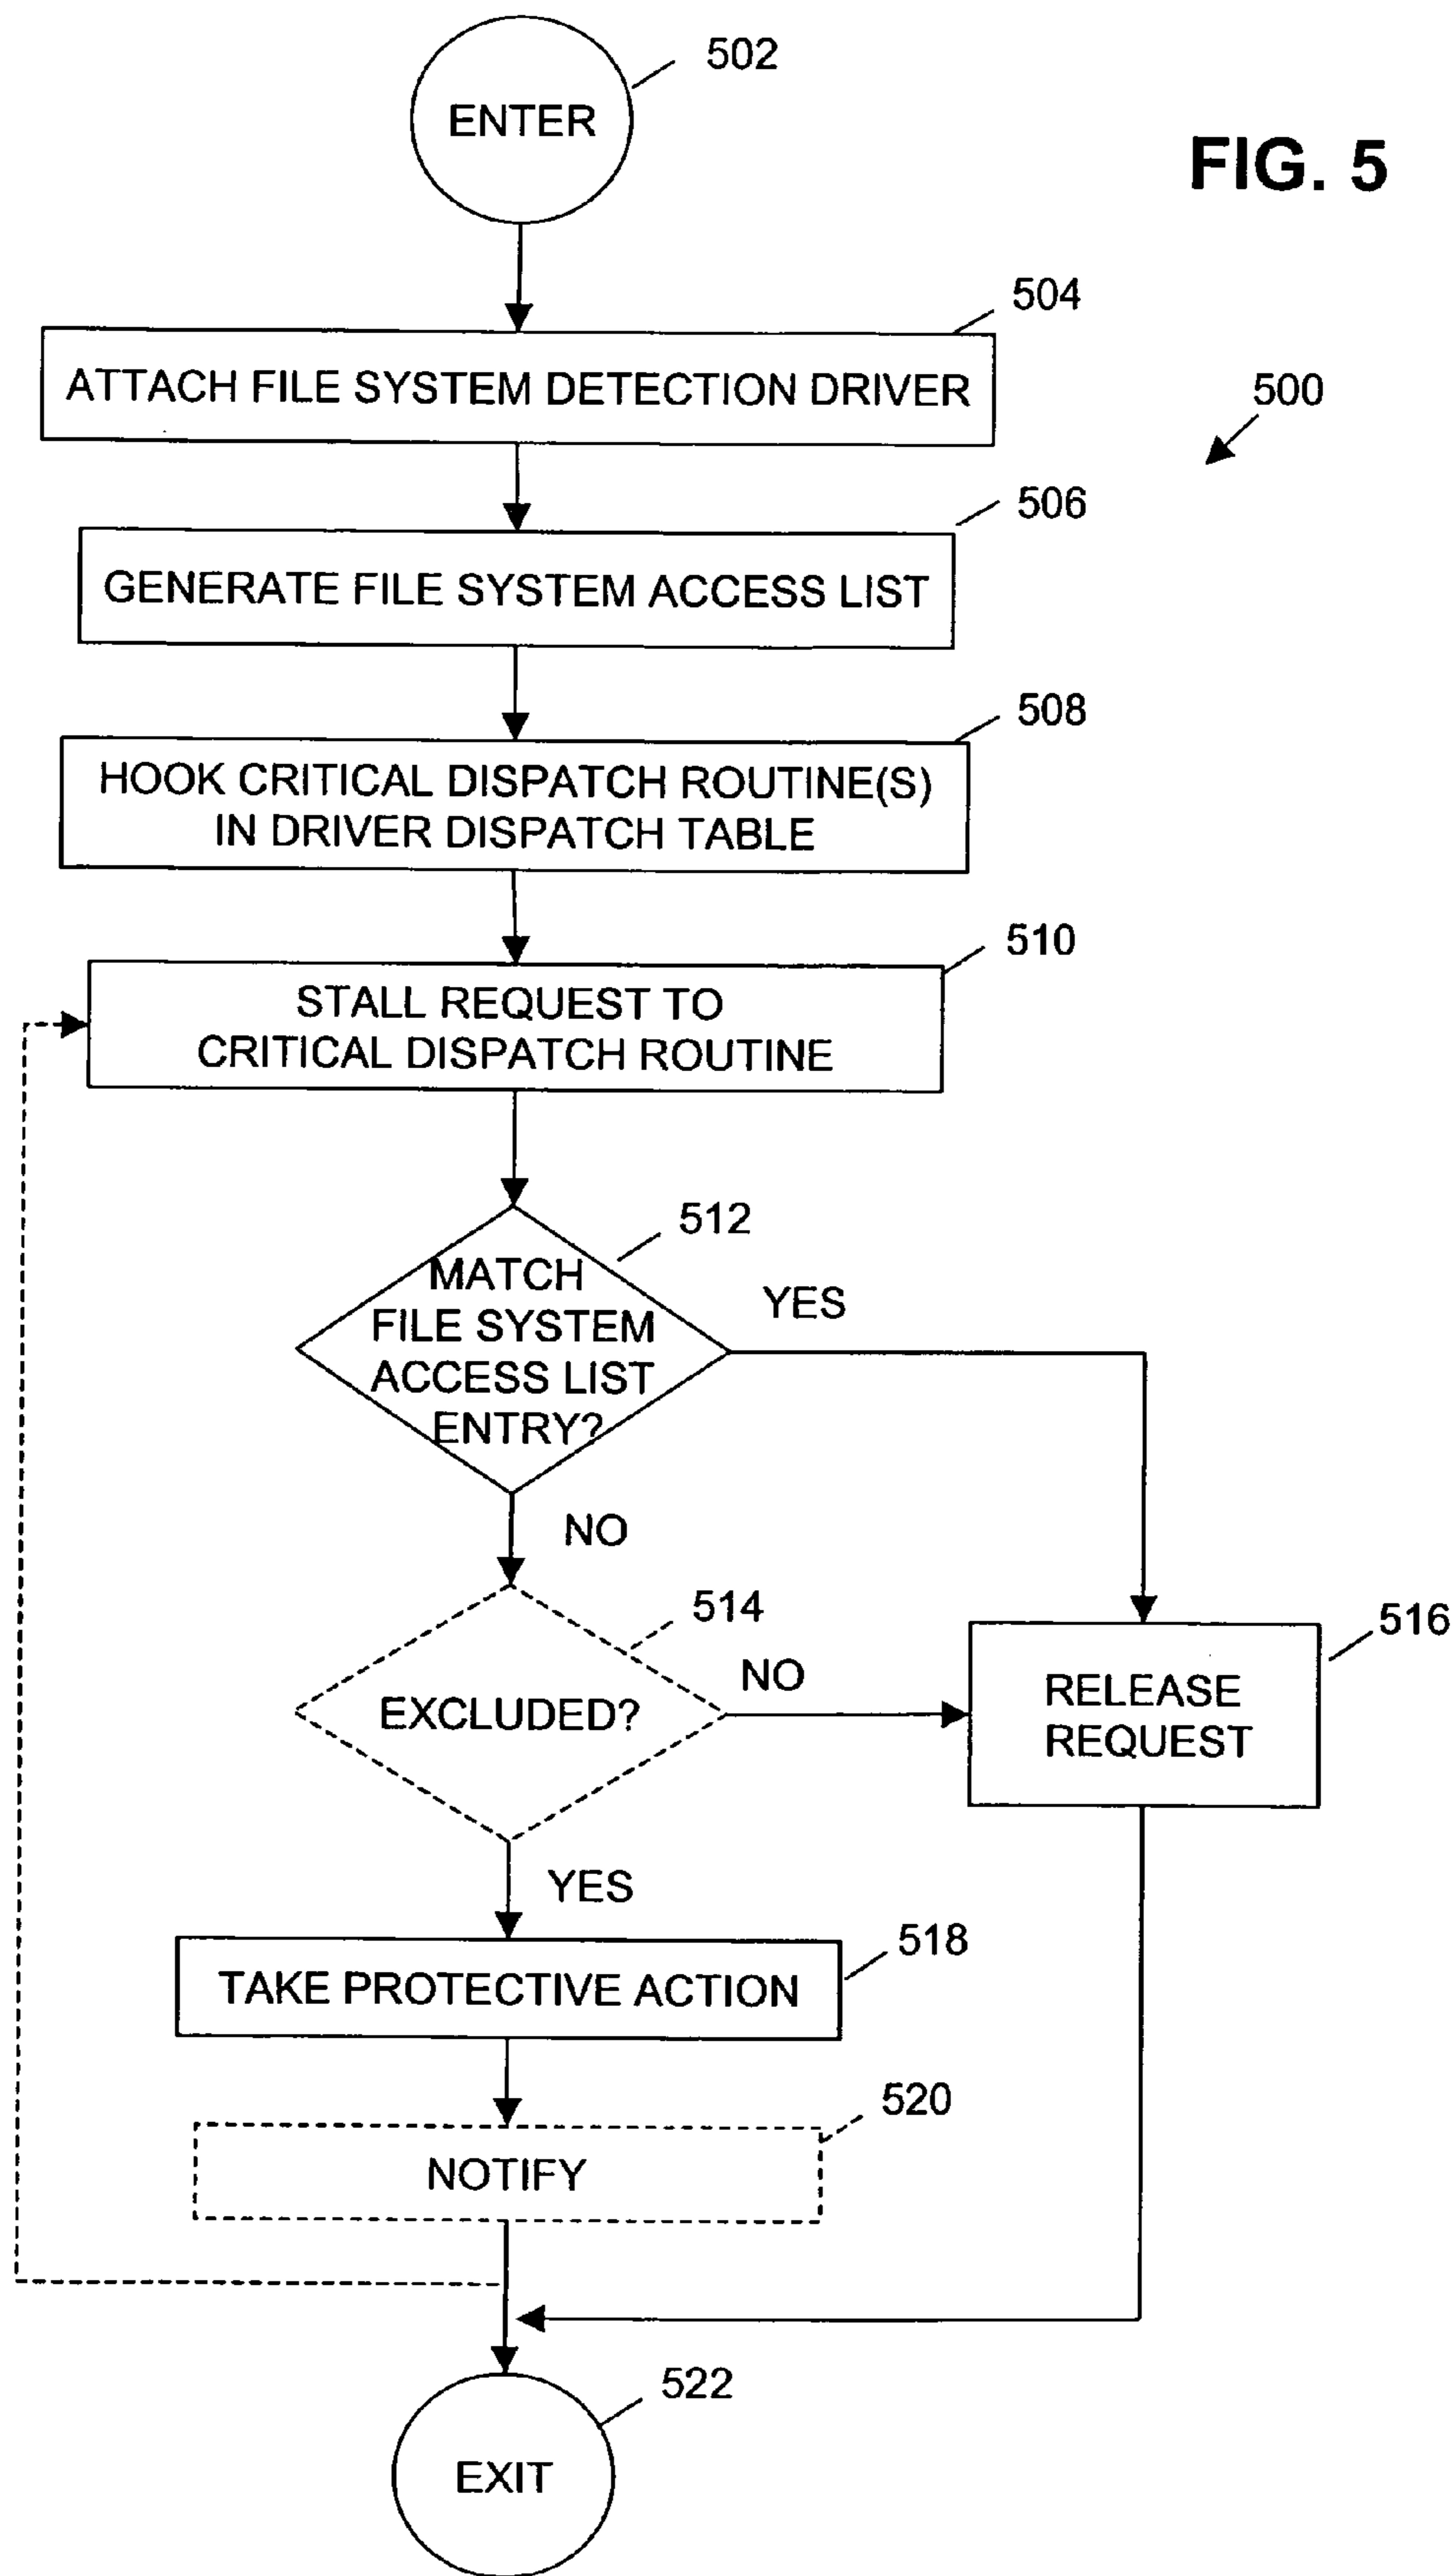 502
ENTER
FIG. 5
504
ATTACH FILE SYSTEM DETECTION DRIVER
500
506
GENERATE FILE SYSTEM ACCESS LIST
508
HOOK CRITICAL DISPATCH ROUTINE(S)
IN DRIVER DISPATCH TABLE
510
STALL REQUEST TO
CRITICAL DISPATCH ROUTINE
512
MATCH
FILE SYSTEM
ACCESS LIST
ENTRY?
YES
NO
514
EXCLUDED?
NO
516
RELEASE
REQUEST
YES
518
TAKE PROTECTIVE ACTION
520
NOTIFY
522
EXIT